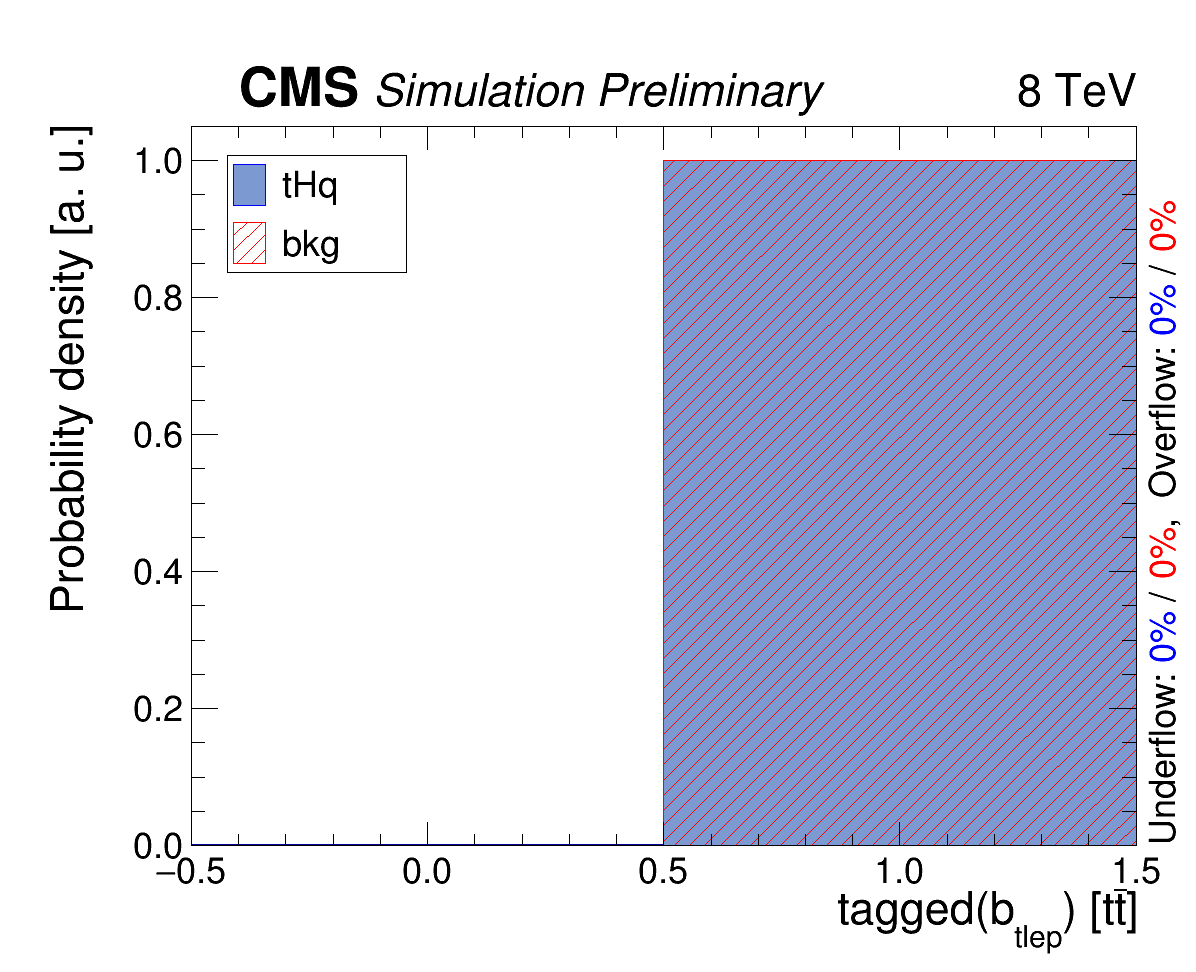 CMS Simulation Preliminary 8 TeV
Probability density [a. u.]
1.0
0.8
0.6
0.4
0.2
0.0
tHq
bkg
−0.5 0.0 0.5 1.0 1.5
tagged(b_tlep) [tt̄]
Underflow: 0% / 0%, Overflow: 0% / 0%